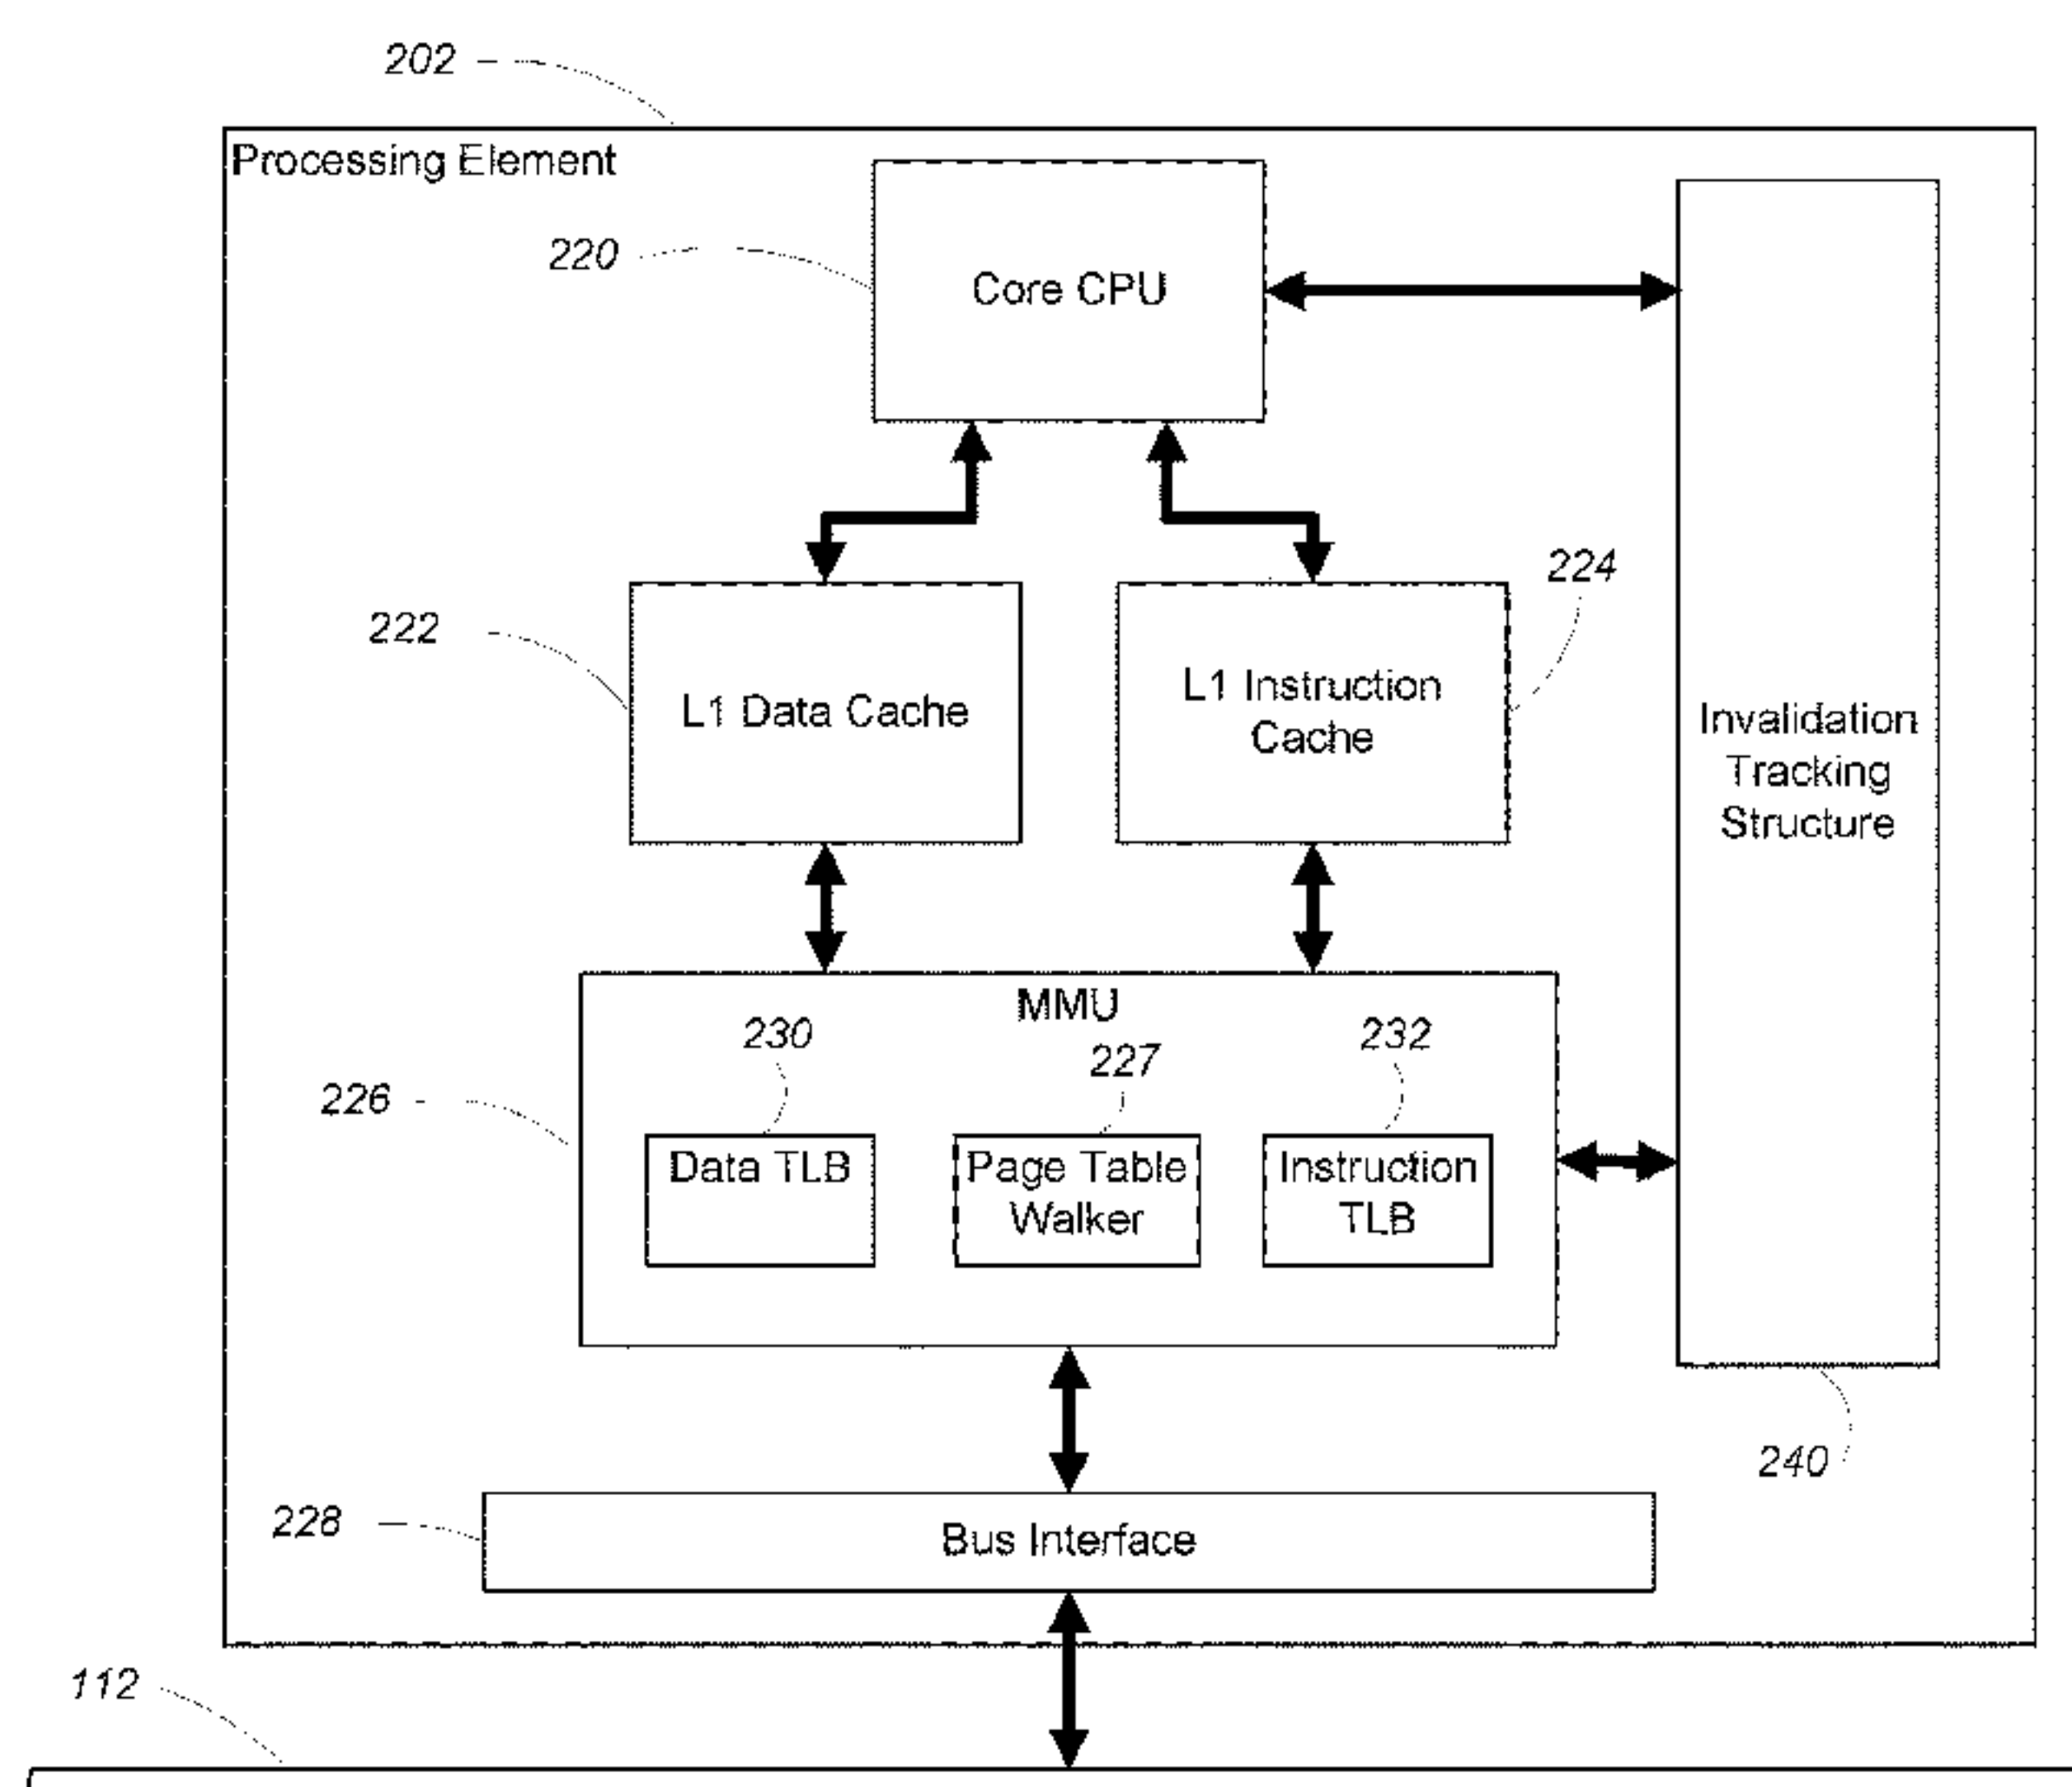 202
Processing Element
220
Core CPU
222
L1 Data Cache
224
L1 Instruction
Cache
Invalidation
Tracking
Structure
MMU
226
230
Data TLB
227
Page Table
Walker
232
Instruction
TLB
240
228
Bus Interface
112